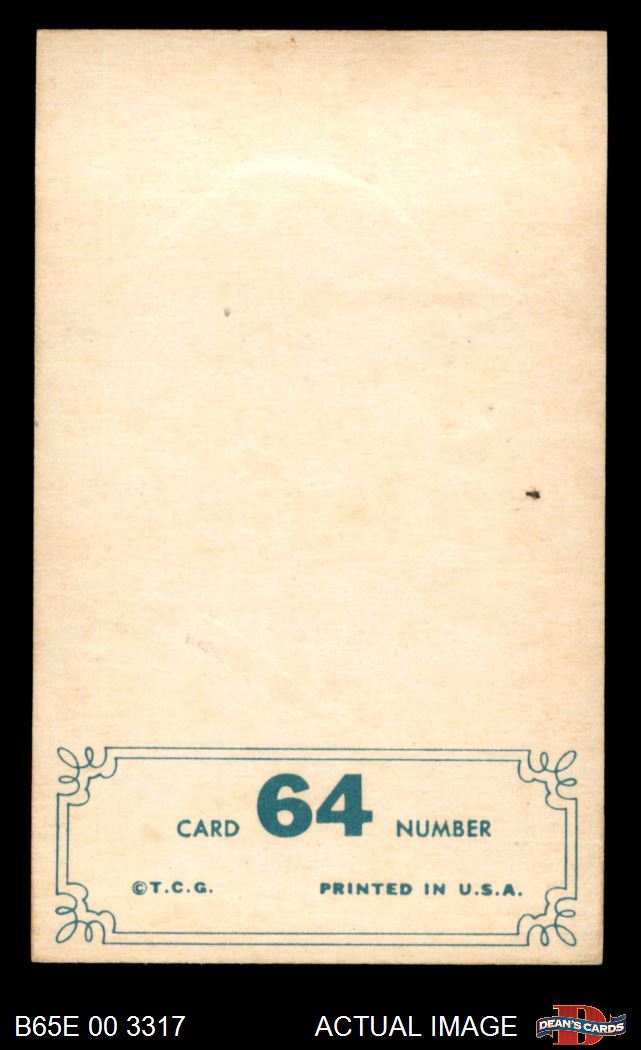 CARD 64 NUMBER
©T.C.G. PRINTED IN U.S.A.
B65E 00 3317 ACTUAL IMAGE DEAN'S CARDS